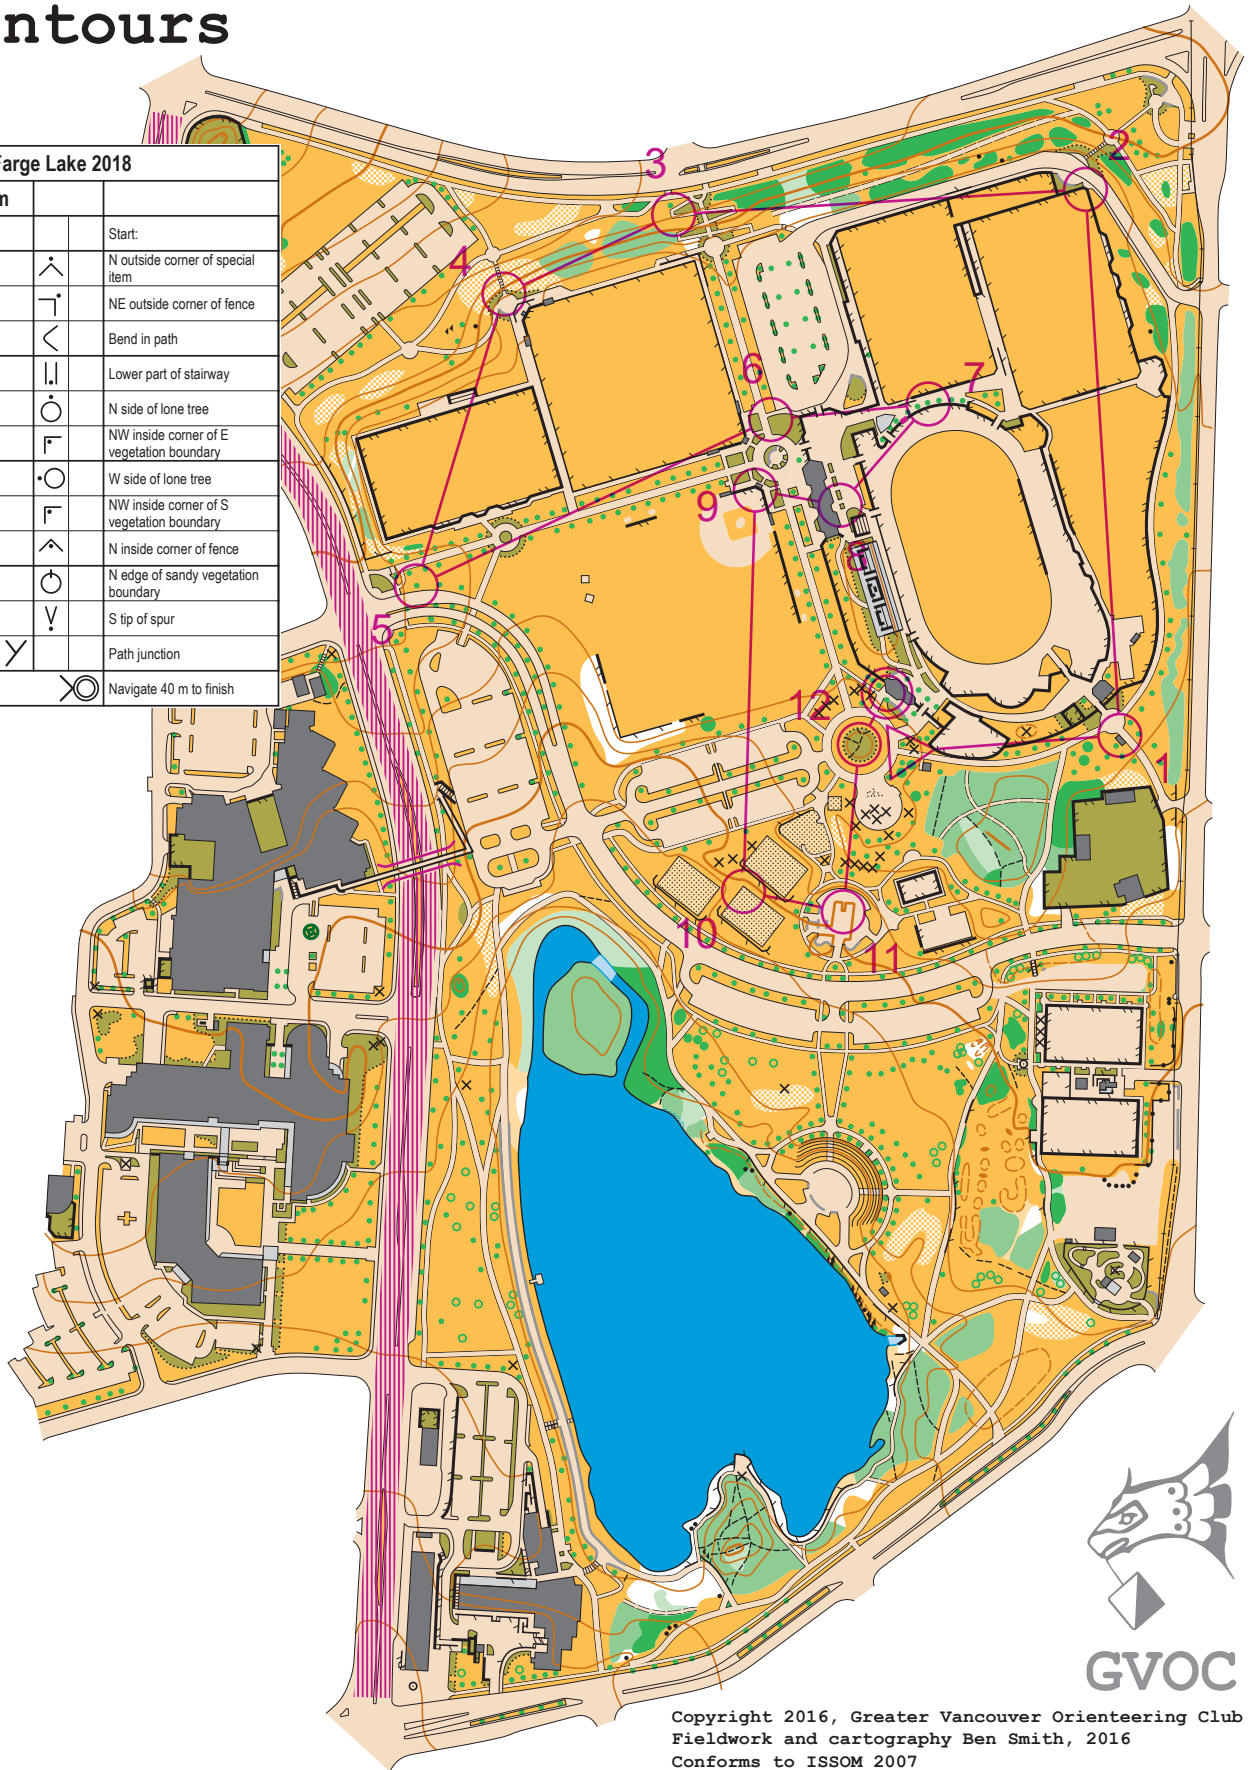 ntours
Farge Lake 2018
m
Start:
N outside corner of special
item
NE outside corner of fence
Bend in path
Lower part of stairway
N side of lone tree
NW inside corner of E
vegetation boundary
W side of lone tree
NW inside corner of S
vegetation boundary
N inside corner of fence
N edge of sandy vegetation
boundary
S tip of spur
Path junction
Navigate 40 m to finish
2
3
4
6
7
9
8
5
12
1
10
11
GVOC
Copyright 2016, Greater Vancouver Orienteering Club
Fieldwork and cartography Ben Smith, 2016
Conforms to ISSOM 2007